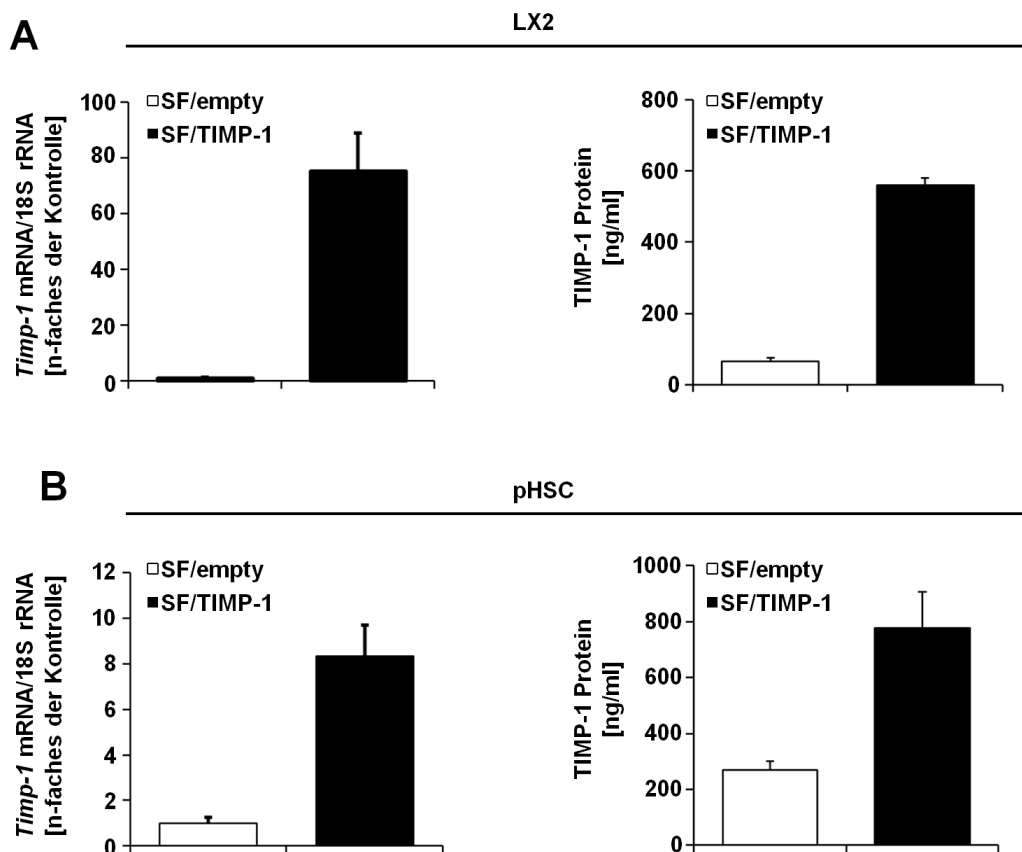 A
LX2
Timp-1 mRNA/18S rRNA
[n-faches der Kontrolle]
100
80
60
40
20
0
SF/empty
SF/TIMP-1
TIMP-1 Protein
[ng/ml]
800
600
400
200
0
SF/empty
SF/TIMP-1
B
pHSC
Timp-1 mRNA/18S rRNA
[n-faches der Kontrolle]
12
10
8
6
4
2
0
SF/empty
SF/TIMP-1
TIMP-1 Protein
[ng/ml]
1000
800
600
400
200
0
SF/empty
SF/TIMP-1